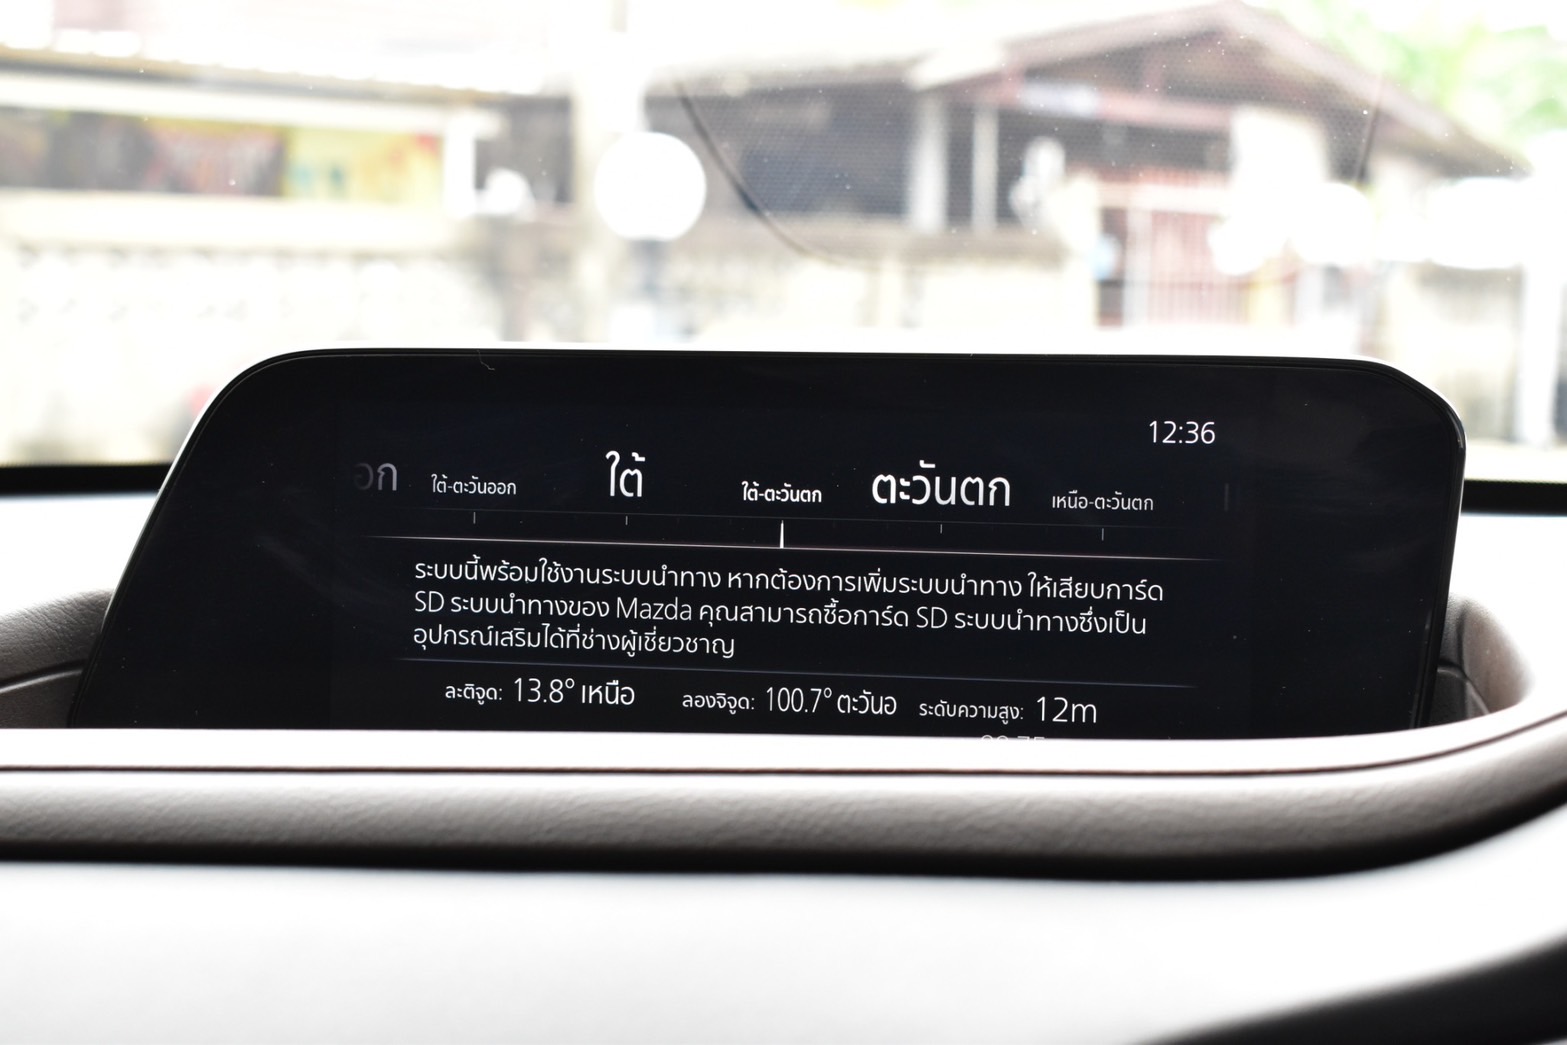 12:36
อก ใต้-ตะวันออก ใต้ ใต้-ตะวันตก ตะวันตก เหนือ-ตะวันตก
ระบบนี้พร้อมใช้งานระบบนำทาง หากต้องการเพิ่มระบบนำทาง ให้เสียบการ์ด
SD ระบบนำทางของ Mazda คุณสามารถซื้อการ์ด SD ระบบนำทางซึ่งเป็น
อุปกรณ์เสริมได้ที่ช่างผู้เชี่ยวชาญ
ละติจูด: 13.8° เหนือ ลองจิจูด: 100.7° ตะวันอ ระดับความสูง: 12m